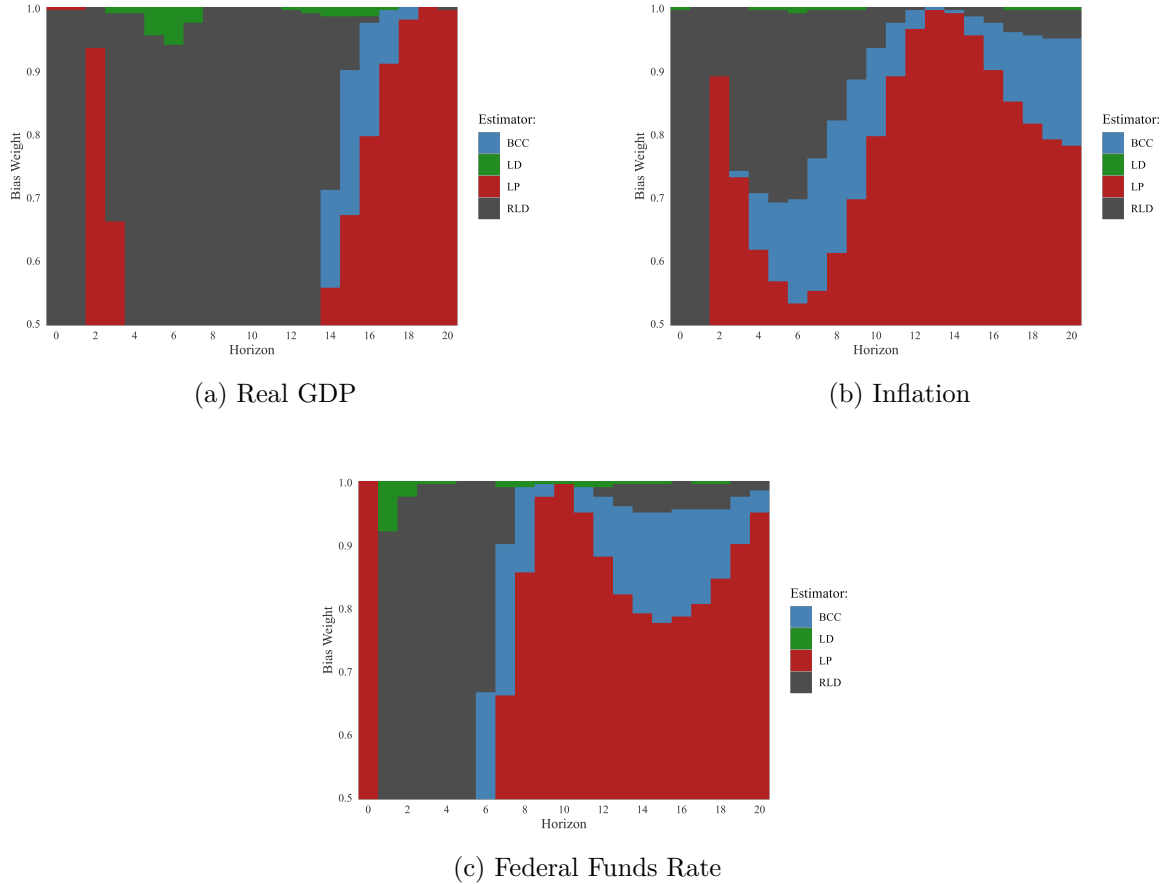 1.0
0.9
0.8
0.7
0.6
0.5
Bias Weight
0 2 4 6 8 10 12 14 16 18 20
Horizon
Estimator:
BCC
LD
LP
RLD
(a) Real GDP
1.0
0.9
0.8
0.7
0.6
0.5
Bias Weight
0 2 4 6 8 10 12 14 16 18 20
Horizon
Estimator:
BCC
LD
LP
RLD
(b) Inflation
1.0
0.9
0.8
0.7
0.6
0.5
Bias Weight
0 2 4 6 8 10 12 14 16 18 20
Horizon
Estimator:
BCC
LD
LP
RLD
(c) Federal Funds Rate